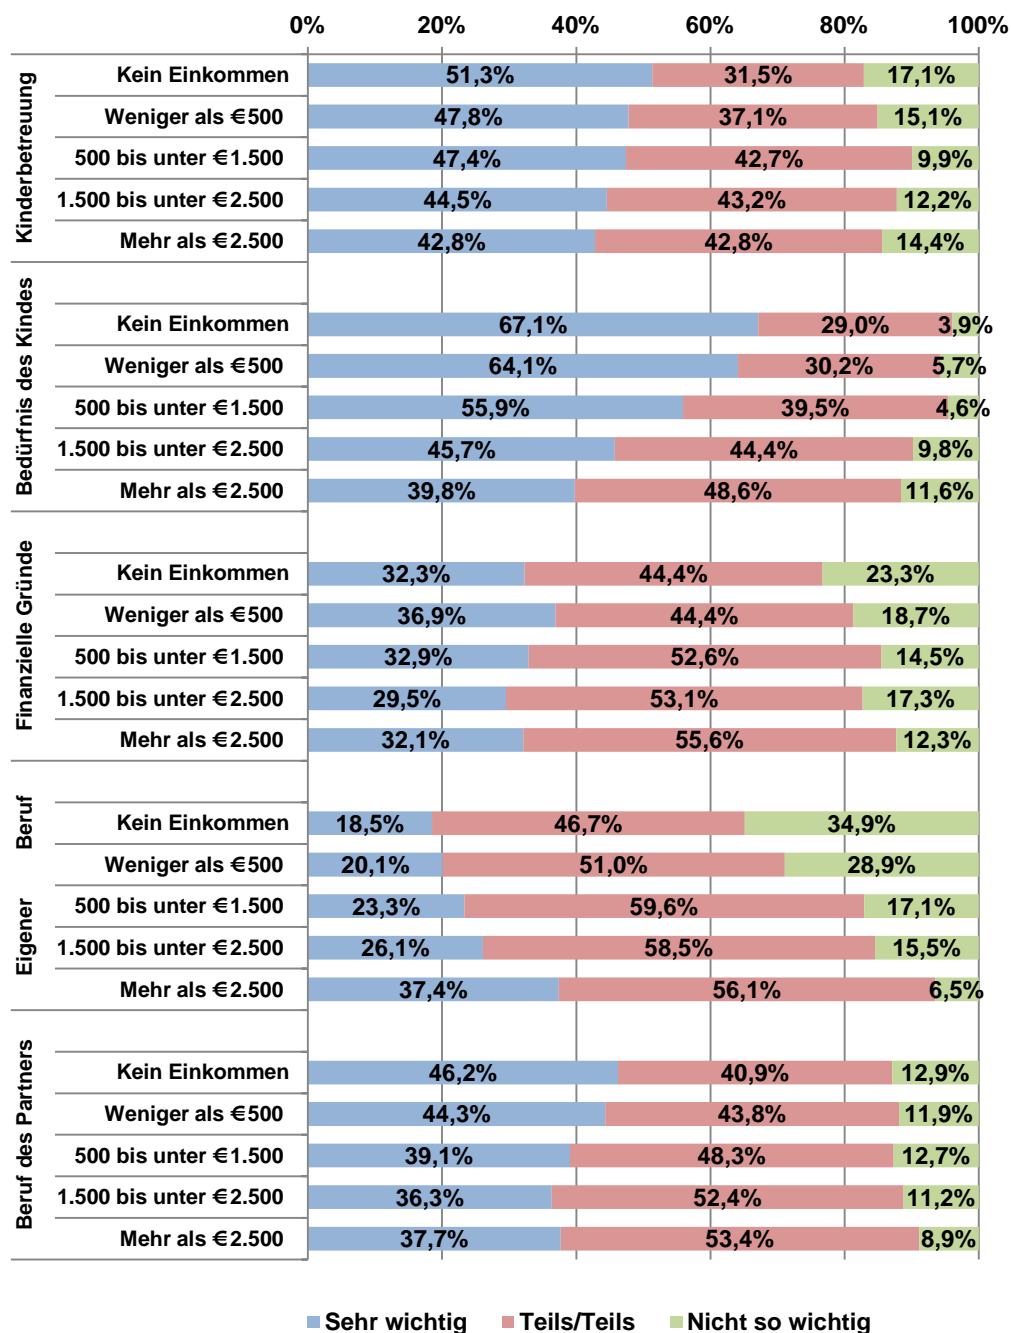 0% 20% 40% 60% 80% 100%
Kinderbetreuung
Kein Einkommen 51,3% 31,5% 17,1%
Weniger als €500 47,8% 37,1% 15,1%
500 bis unter €1.500 47,4% 42,7% 9,9%
1.500 bis unter €2.500 44,5% 43,2% 12,2%
Mehr als €2.500 42,8% 42,8% 14,4%
Bedürfnis des Kindes
Kein Einkommen 67,1% 29,0% 3,9%
Weniger als €500 64,1% 30,2% 5,7%
500 bis unter €1.500 55,9% 39,5% 4,6%
1.500 bis unter €2.500 45,7% 44,4% 9,8%
Mehr als €2.500 39,8% 48,6% 11,6%
Finanzielle Gründe
Kein Einkommen 32,3% 44,4% 23,3%
Weniger als €500 36,9% 44,4% 18,7%
500 bis unter €1.500 32,9% 52,6% 14,5%
1.500 bis unter €2.500 29,5% 53,1% 17,3%
Mehr als €2.500 32,1% 55,6% 12,3%
Eigener Beruf
Kein Einkommen 18,5% 46,7% 34,9%
Weniger als €500 20,1% 51,0% 28,9%
500 bis unter €1.500 23,3% 59,6% 17,1%
1.500 bis unter €2.500 26,1% 58,5% 15,5%
Mehr als €2.500 37,4% 56,1% 6,5%
Beruf des Partners
Kein Einkommen 46,2% 40,9% 12,9%
Weniger als €500 44,3% 43,8% 11,9%
500 bis unter €1.500 39,1% 48,3% 12,7%
1.500 bis unter €2.500 36,3% 52,4% 11,2%
Mehr als €2.500 37,7% 53,4% 8,9%
Sehr wichtig Teils/Teils Nicht so wichtig